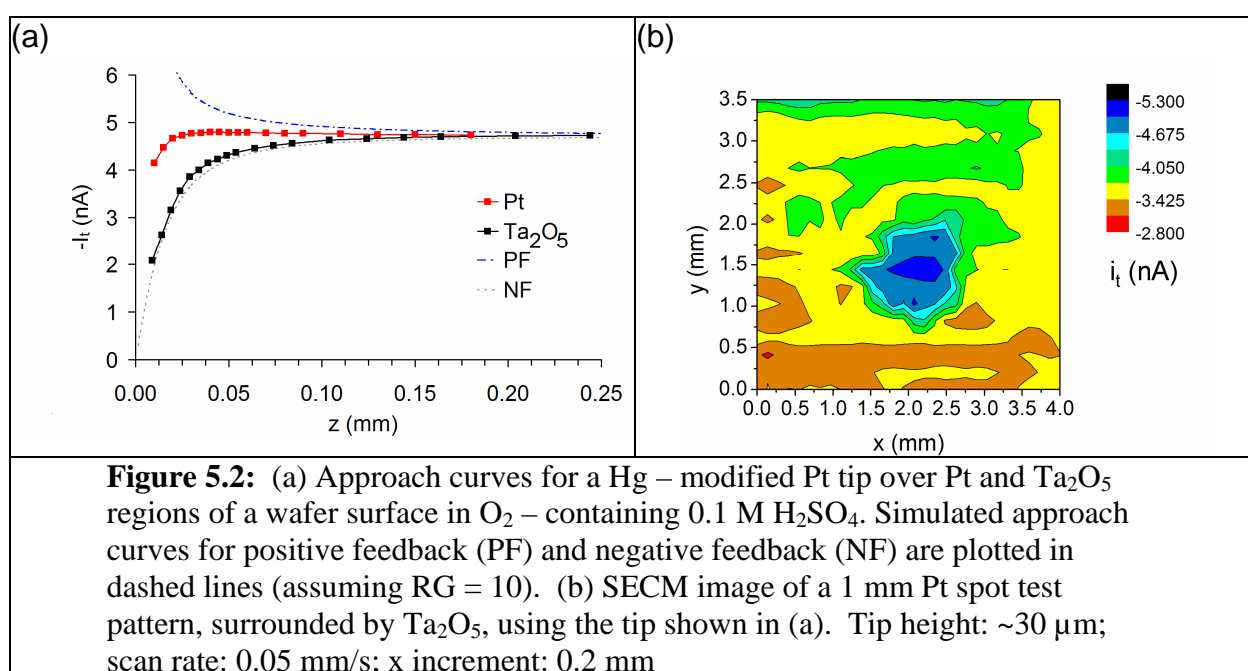 (a)
6
5
4
3
2
1
0
-I_t (nA)
Pt
Ta₂O₅
PF
NF
0.00 0.05 0.10 0.15 0.20 0.25
z (mm)
(b)
3.5
3.0
2.5
2.0
1.5
1.0
0.5
0.0
y (mm)
0.0 0.5 1.0 1.5 2.0 2.5 3.0 3.5 4.0
x (mm)
-5.300
-4.675
-4.050
-3.425
-2.800
i_t (nA)
Figure 5.2: (a) Approach curves for a Hg – modified Pt tip over Pt and Ta₂O₅
regions of a wafer surface in O₂ – containing 0.1 M H₂SO₄. Simulated approach
curves for positive feedback (PF) and negative feedback (NF) are plotted in
dashed lines (assuming RG = 10). (b) SECM image of a 1 mm Pt spot test
pattern, surrounded by Ta₂O₅, using the tip shown in (a). Tip height: ~30 µm;
scan rate: 0.05 mm/s; x increment: 0.2 mm